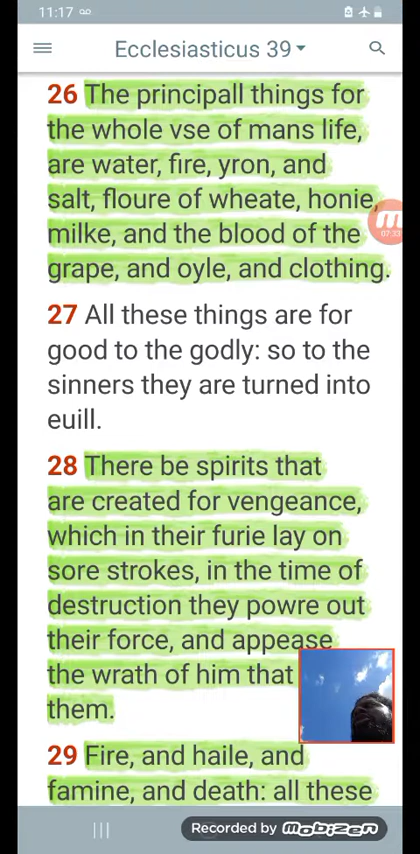 11:17
Ecclesiasticus 39
26 The principall things for
the whole vse of mans life,
are water, fire, yron, and
salt, floure of wheate, honie,
milke, and the blood of the
grape, and oyle, and clothing.
07:33
27 All these things are for
good to the godly: so to the
sinners they are turned into
euill.
28 There be spirits that
are created for vengeance,
which in their furie lay on
sore strokes, in the time of
destruction they powre out
their force, and appease
the wrath of him that
them.
29 Fire, and haile, and
famine, and death: all these
Recorded by mobizen